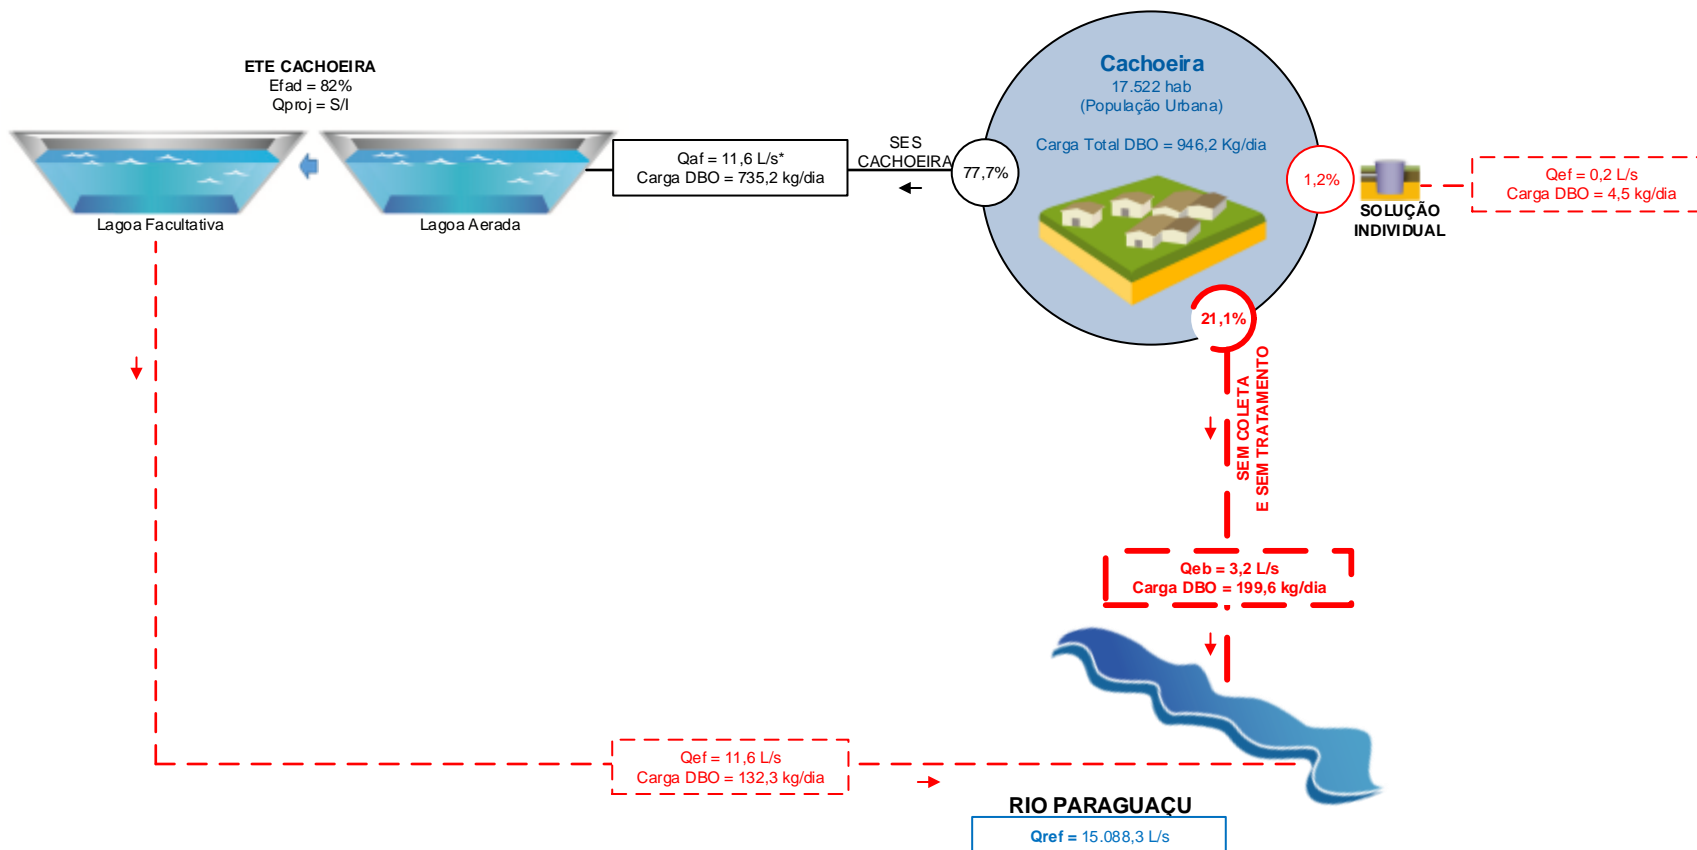 ETE CACHOEIRA
Efad = 82%
Qproj = S/I
Lagoa Facultativa
Lagoa Aerada
Qaf = 11,6 L/s*
Carga DBO = 735,2 kg/dia
SES
CACHOEIRA
77,7%
Cachoeira
17.522 hab
(População Urbana)
Carga Total DBO = 946,2 Kg/dia
1,2%
SOLUÇÃO
INDIVIDUAL
Qef = 0,2 L/s
Carga DBO = 4,5 kg/dia
21,1%
SEM COLETA
E SEM TRATAMENTO
Qeb = 3,2 L/s
Carga DBO = 199,6 kg/dia
Qef = 11,6 L/s
Carga DBO = 132,3 kg/dia
RIO PARAGUAÇU
Qref = 15.088,3 L/s